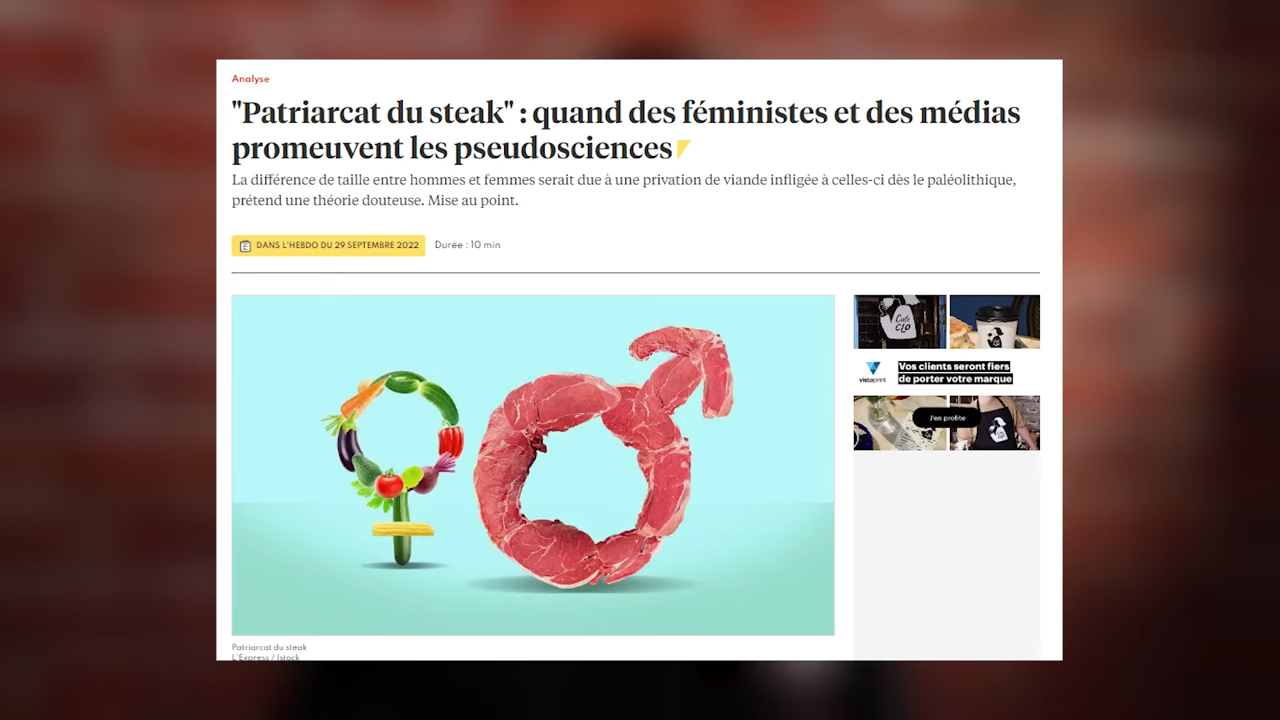 Analyse
"Patriarcat du steak" : quand des féministes et des médias
promeuvent les pseudosciences
La différence de taille entre hommes et femmes serait due à une privation de viande infligée à celles-ci dès le paléolithique,
prétend une théorie douteuse. Mise au point.
DANS L'HEBDO DU 29 SEPTEMBRE 2022 Durée : 10 min
Café
CLO
vistaprint
Vos clients seront fiers
de porter votre marque
J'en profite
Patriarcat du steak
L'Express / Istock